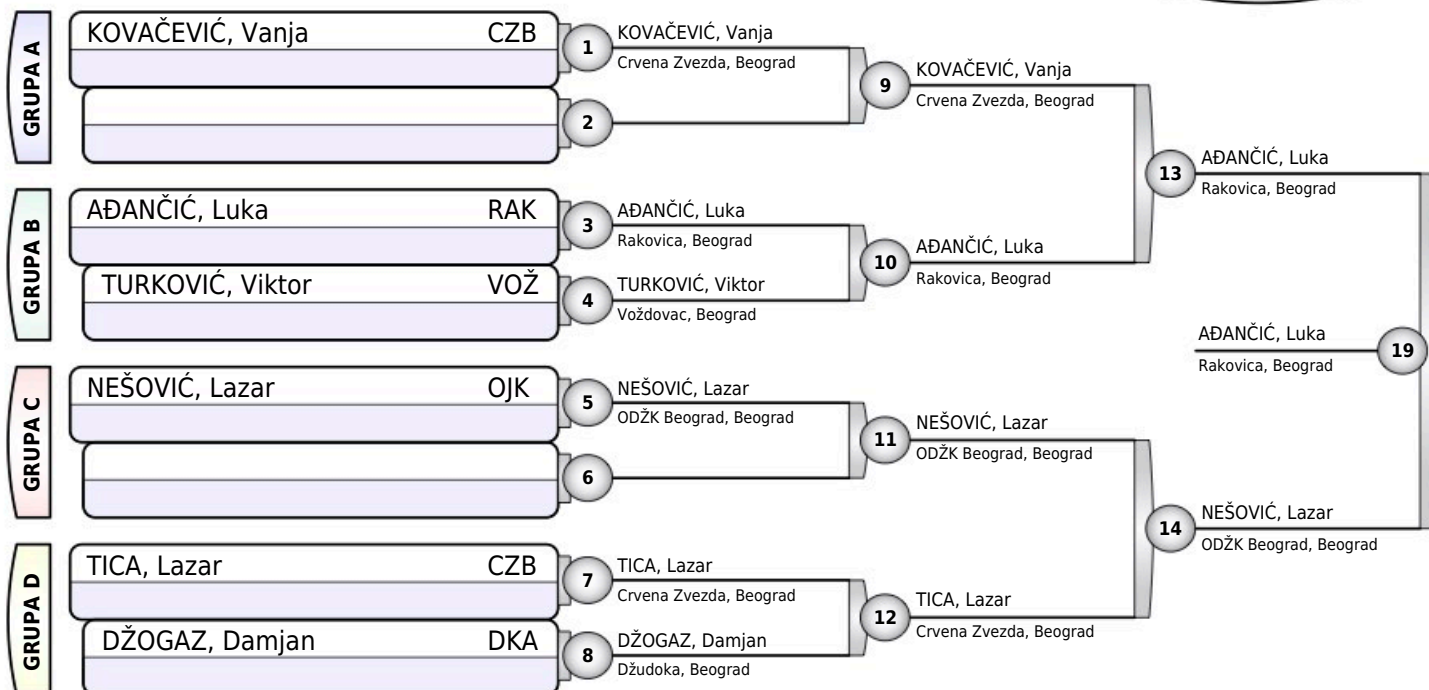 GRUPA A
KOVAČEVIĆ, Vanja CZB
1
KOVAČEVIĆ, Vanja
Crvena Zvezda, Beograd
2
9
KOVAČEVIĆ, Vanja
Crvena Zvezda, Beograd
GRUPA B
AĐANČIĆ, Luka RAK
3
AĐANČIĆ, Luka
Rakovica, Beograd
TURKOVIĆ, Viktor VOŽ
4
TURKOVIĆ, Viktor
Voždovac, Beograd
10
AĐANČIĆ, Luka
Rakovica, Beograd
13
AĐANČIĆ, Luka
Rakovica, Beograd
GRUPA C
NEŠOVIĆ, Lazar OJK
5
NEŠOVIĆ, Lazar
ODŽK Beograd, Beograd
6
11
NEŠOVIĆ, Lazar
ODŽK Beograd, Beograd
GRUPA D
TICA, Lazar CZB
7
TICA, Lazar
Crvena Zvezda, Beograd
DŽOGAZ, Damjan DKA
8
DŽOGAZ, Damjan
Džudoka, Beograd
12
TICA, Lazar
Crvena Zvezda, Beograd
14
NEŠOVIĆ, Lazar
ODŽK Beograd, Beograd
AĐANČIĆ, Luka
Rakovica, Beograd
19